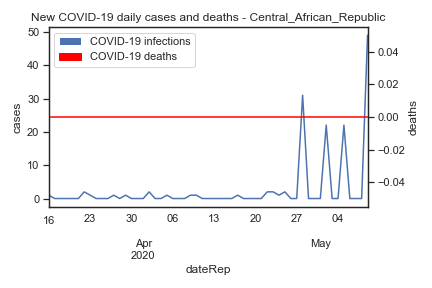 New COVID-19 daily cases and deaths - Central_African_Republic
COVID-19 infections
COVID-19 deaths
50
40
30
20
10
0
cases
0.04
0.02
0.00
−0.02
−0.04
deaths
16 23 30 06 13 20 27 04
Apr May
2020
dateRep